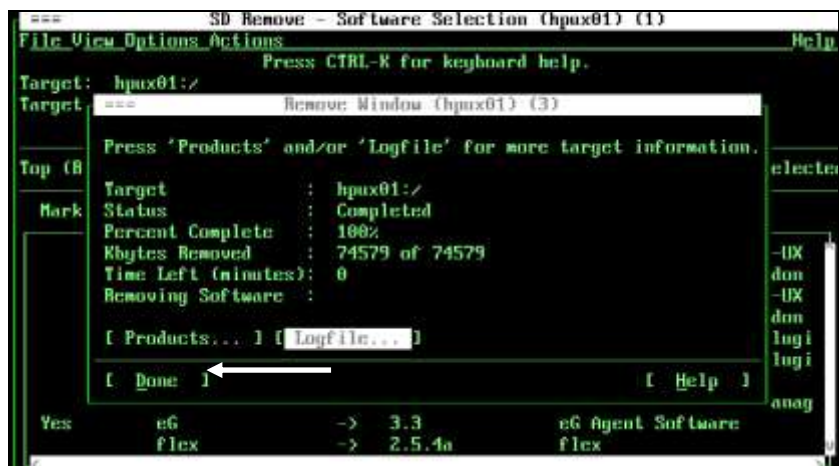 === SD Remove - Software Selection (hpux01) (1)
File View Options Actions Help
Press CTRL-K for keyboard help.
Target: hpux01:/
Target
=== Remove Window (hpux01) (3)
Press 'Products' and/or 'Logfile' for more target information.
Top (B
electe
Target : hpux01:/
Mark
Status : Completed
Percent Complete : 100%
Kbytes Removed : 74579 of 74579
-UX
Time Left (minutes): 0
don
Removing Software :
-UX
don
[ Products... ] [ Logfile... ]
lugi
lugi
[ Done ] [ Help ]
anag
Yes eG -> 3.3 eG Agent Software
flex -> 2.5.4a flex